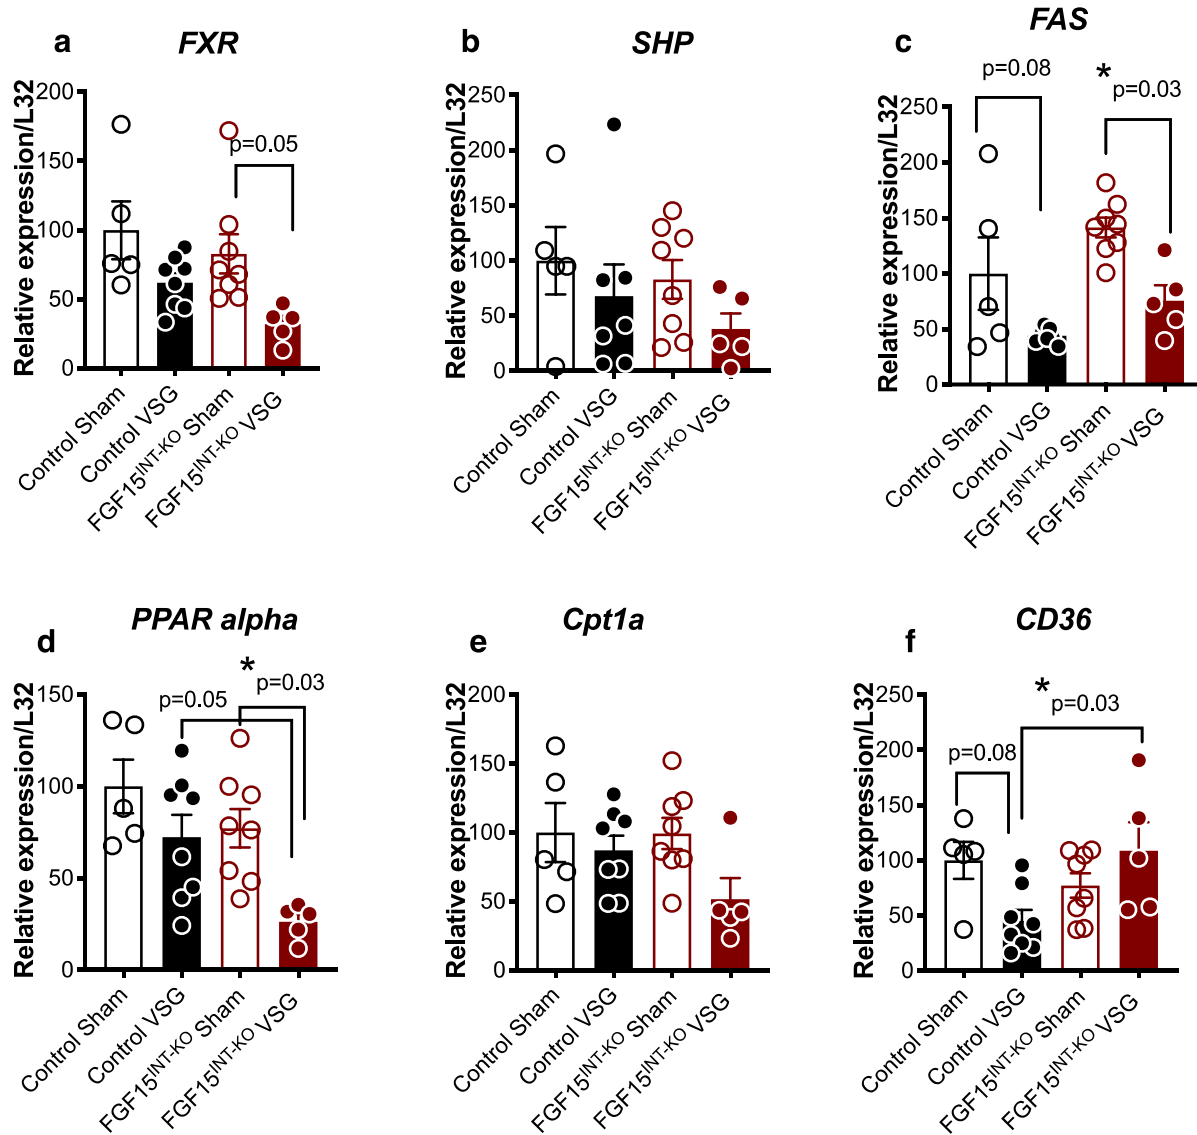 a
FXR
Relative expression/L32
200
150
100
50
0
p=0.05
Control Sham
Control VSG
FGF15INT-KO Sham
FGF15INT-KO VSG
b
SHP
Relative expression/L32
250
200
150
100
50
0
Control Sham
Control VSG
FGF15INT-KO Sham
FGF15INT-KO VSG
c
FAS
Relative expression/L32
250
200
150
100
50
0
p=0.08
*
p=0.03
Control Sham
Control VSG
FGF15INT-KO Sham
FGF15INT-KO VSG
d
PPAR alpha
Relative expression/L32
150
100
50
0
p=0.05
*
p=0.03
Control Sham
Control VSG
FGF15INT-KO Sham
FGF15INT-KO VSG
e
Cpt1a
Relative expression/L32
200
150
100
50
0
Control Sham
Control VSG
FGF15INT-KO Sham
FGF15INT-KO VSG
f
CD36
Relative expression/L32
250
200
150
100
50
0
p=0.08
*
p=0.03
Control Sham
Control VSG
FGF15INT-KO Sham
FGF15INT-KO VSG